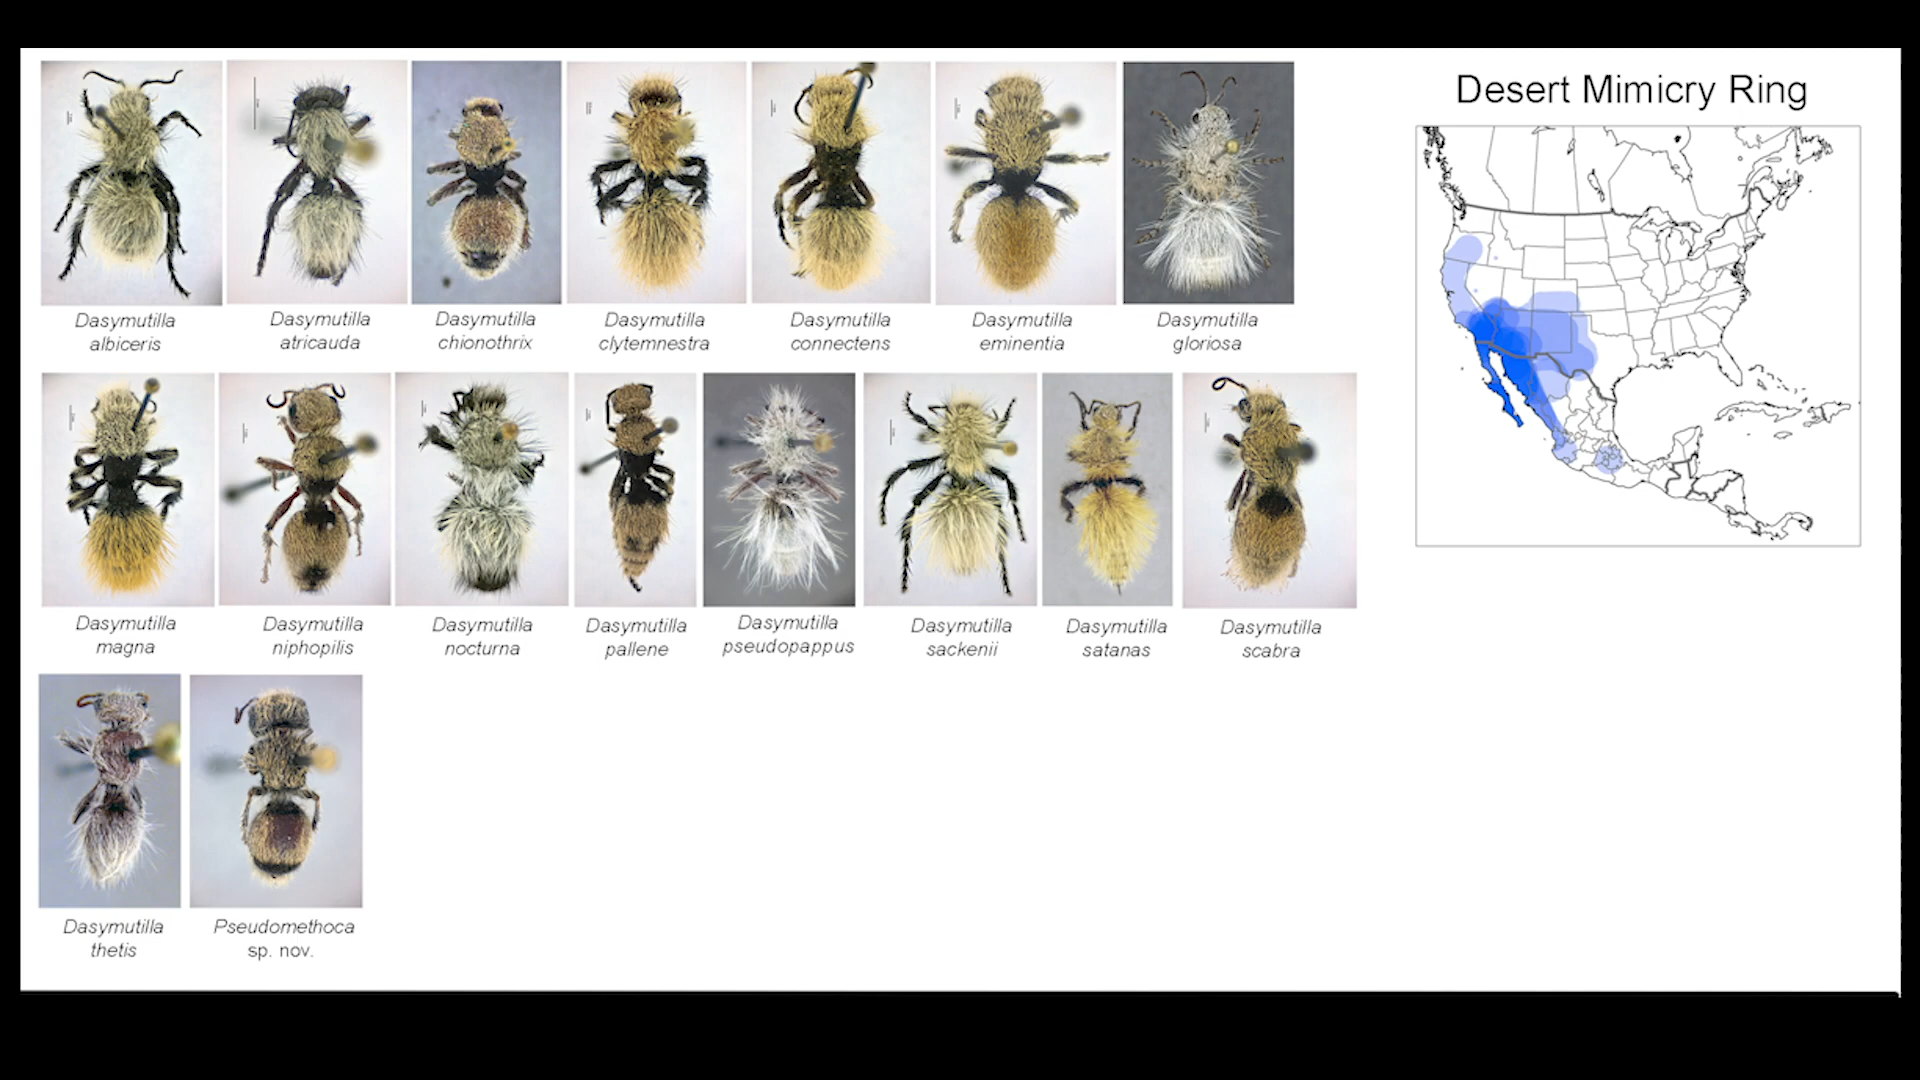 Desert Mimicry Ring
Dasymutilla
albiceris
Dasymutilla
atricauda
Dasymutilla
chionothrix
Dasymutilla
clytemnestra
Dasymutilla
connectens
Dasymutilla
eminentia
Dasymutilla
gloriosa
Dasymutilla
magna
Dasymutilla
niphopilis
Dasymutilla
nocturna
Dasymutilla
pallene
Dasymutilla
pseudopappus
Dasymutilla
sackenii
Dasymutilla
satanas
Dasymutilla
scabra
Dasymutilla
thetis
Pseudomethoca
sp. nov.